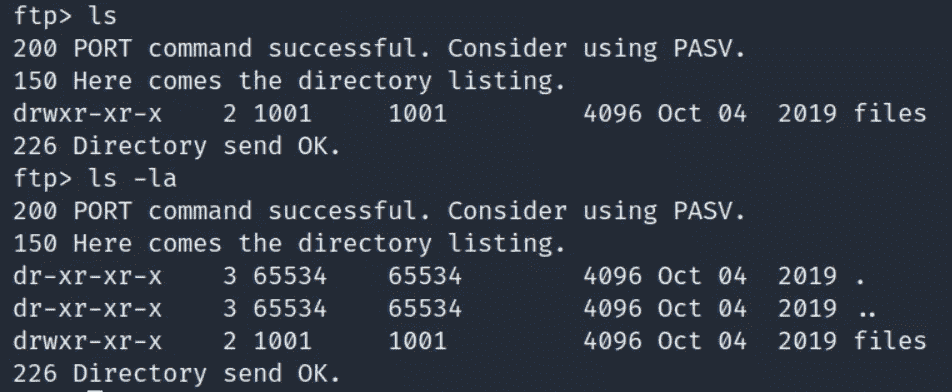 ftp> ls
200 PORT command successful. Consider using PASV.
150 Here comes the directory listing.
drwxr-xr-x    2 1001     1001         4096 Oct 04  2019 files
226 Directory send OK.
ftp> ls -la
200 PORT command successful. Consider using PASV.
150 Here comes the directory listing.
dr-xr-xr-x    3 65534    65534        4096 Oct 04  2019 .
dr-xr-xr-x    3 65534    65534        4096 Oct 04  2019 ..
drwxr-xr-x    2 1001     1001         4096 Oct 04  2019 files
226 Directory send OK.